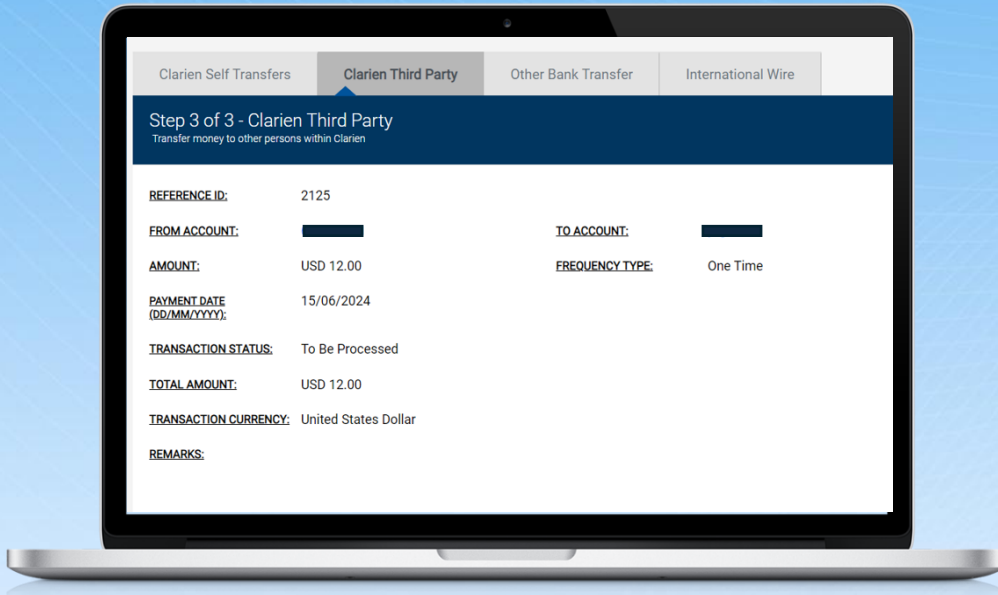 Clarien Self Transfers Clarien Third Party Other Bank Transfer International Wire
Step 3 of 3 - Clarien Third Party
Transfer money to other persons within Clarien
REFERENCE ID: 2125
FROM ACCOUNT: TO ACCOUNT:
AMOUNT: USD 12.00 FREQUENCY TYPE: One Time
PAYMENT DATE 15/06/2024
(DD/MM/YYYY):
TRANSACTION STATUS: To Be Processed
TOTAL AMOUNT: USD 12.00
TRANSACTION CURRENCY: United States Dollar
REMARKS: